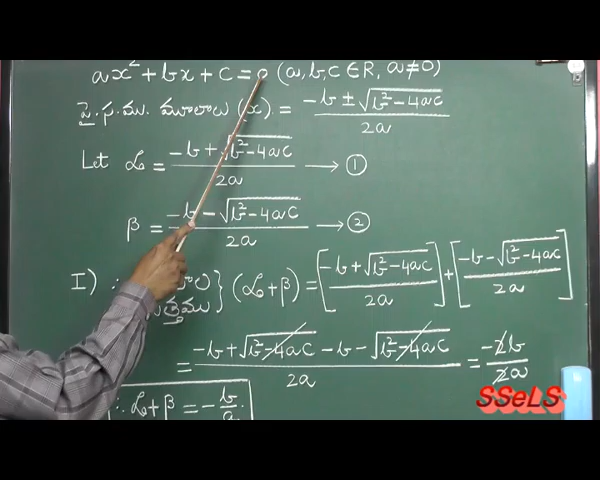 ax² + bx + c = 0 (a, b, c ∈ R, a ≠ 0)
పై. స. ము. మూలాలు (x) = (-b ± √(b² - 4ac)) / 2a
Let α = (-b + √(b² - 4ac)) / 2a → ①
β = (-b - √(b² - 4ac)) / 2a → ②
I) ∴ } (α + β) = [(-b + √(b² - 4ac)) / 2a] + [(-b - √(b² - 4ac)) / 2a]
= (-b + √(b² - 4ac) - b - √(b² - 4ac)) / 2a = -2b / 2a
∴ α + β = - b/a.
SSeLS